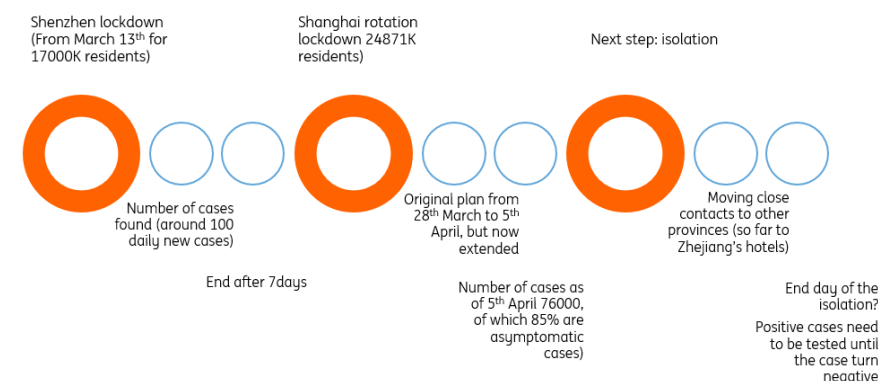 Shenzhen lockdown
(From March 13th for
17000K residents)
Shanghai rotation
lockdown 24871K
residents)
Next step: isolation
Number of cases
found (around 100
daily new cases)
End after 7days
Original plan from
28th March to 5th
April, but now
extended
Number of cases as
of 5th April 76000,
of which 85% are
asymptomatic
cases)
Moving close
contacts to other
provinces (so far to
Zhejiang's hotels)
End day of the
isolation?
Positive cases need
to be tested until
the case turn
negative